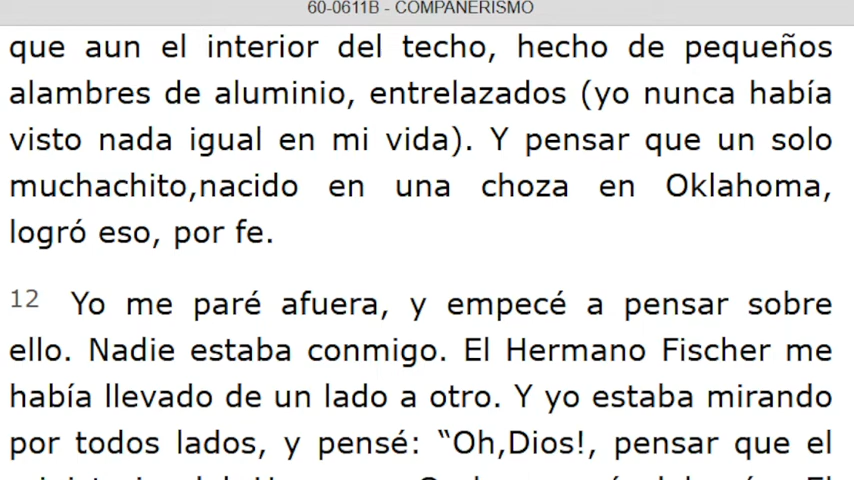 60-0611B - COMPAÑERISMO
que aun el interior del techo, hecho de pequeños
alambres de aluminio, entrelazados (yo nunca había
visto nada igual en mi vida). Y pensar que un solo
muchachito,nacido en una choza en Oklahoma,
logró eso, por fe.
12 Yo me paré afuera, y empecé a pensar sobre
ello. Nadie estaba conmigo. El Hermano Fischer me
había llevado de un lado a otro. Y yo estaba mirando
por todos lados, y pensé: “Oh,Dios!, pensar que el